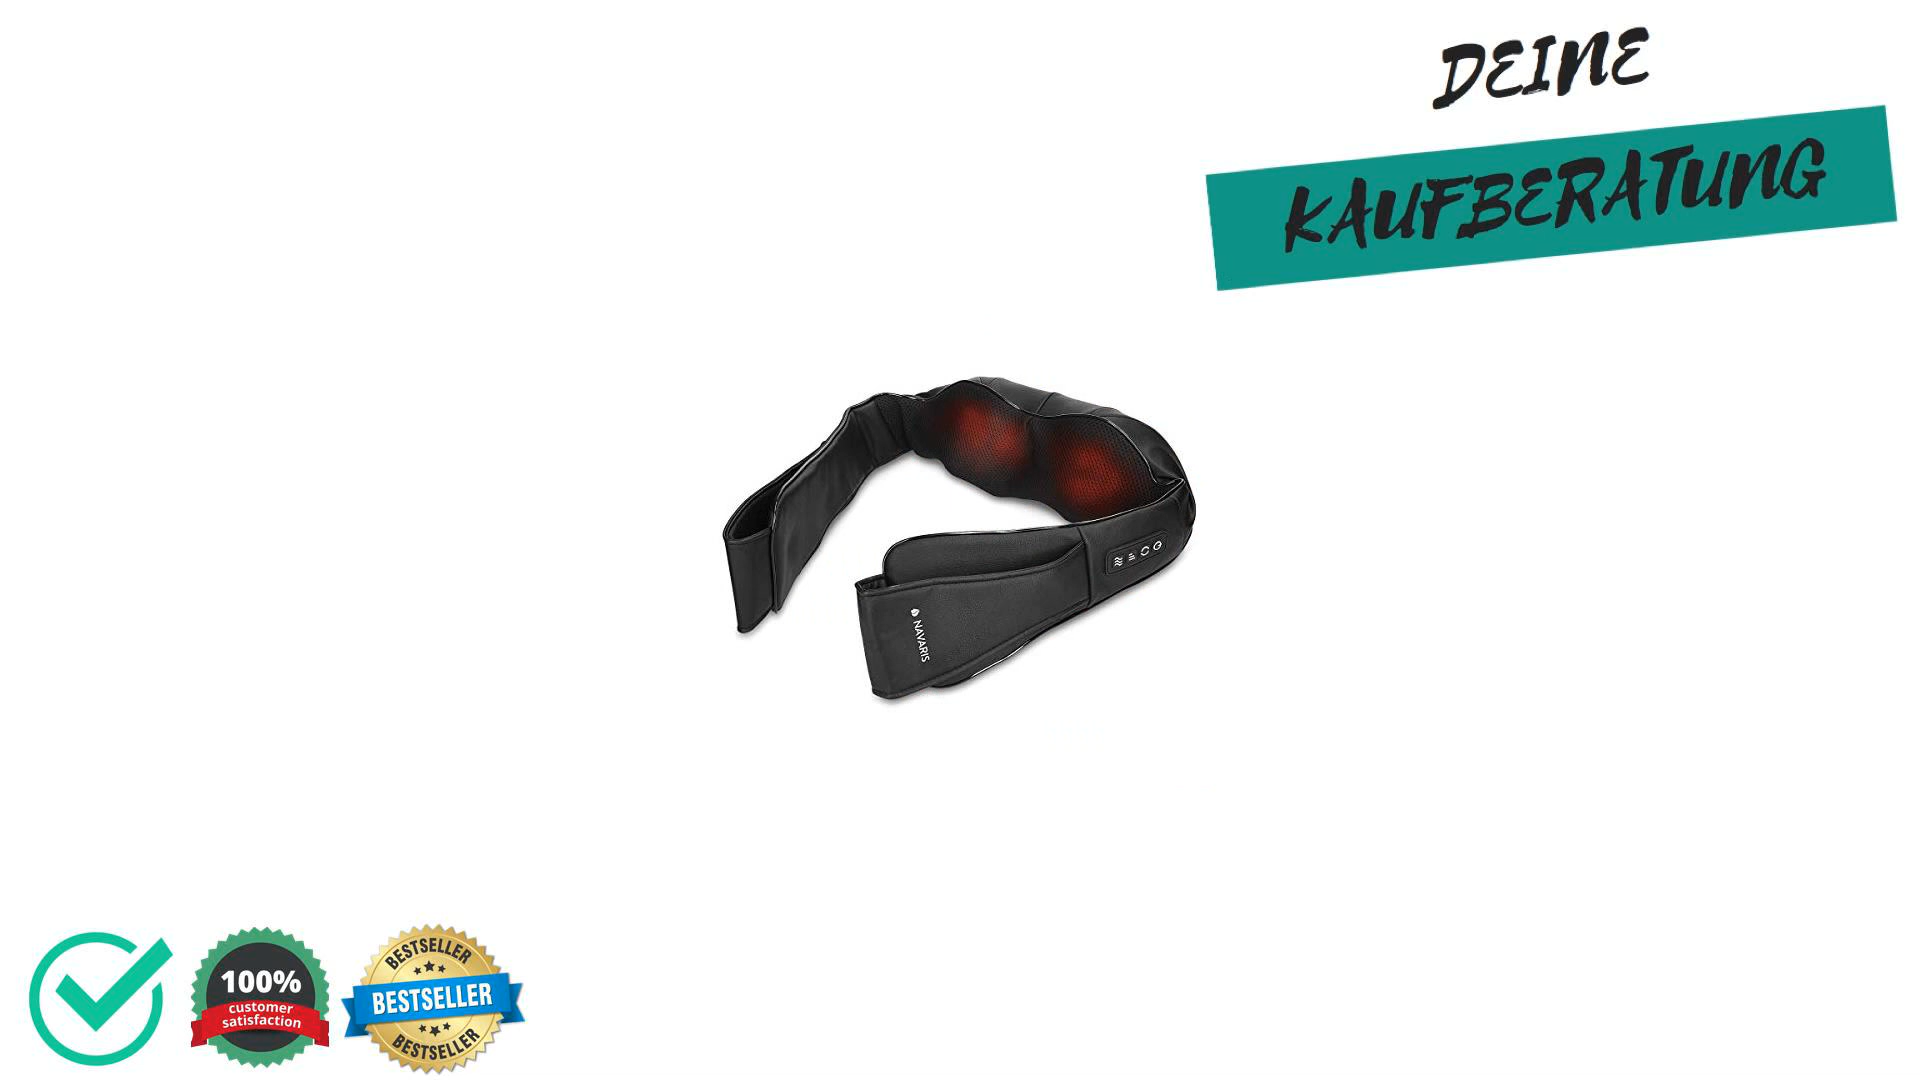 DEINE
KAUFBERATUNG
NAVARIS
100%
customer
satisfaction
BESTSELLER
BESTSELLER
BESTSELLER